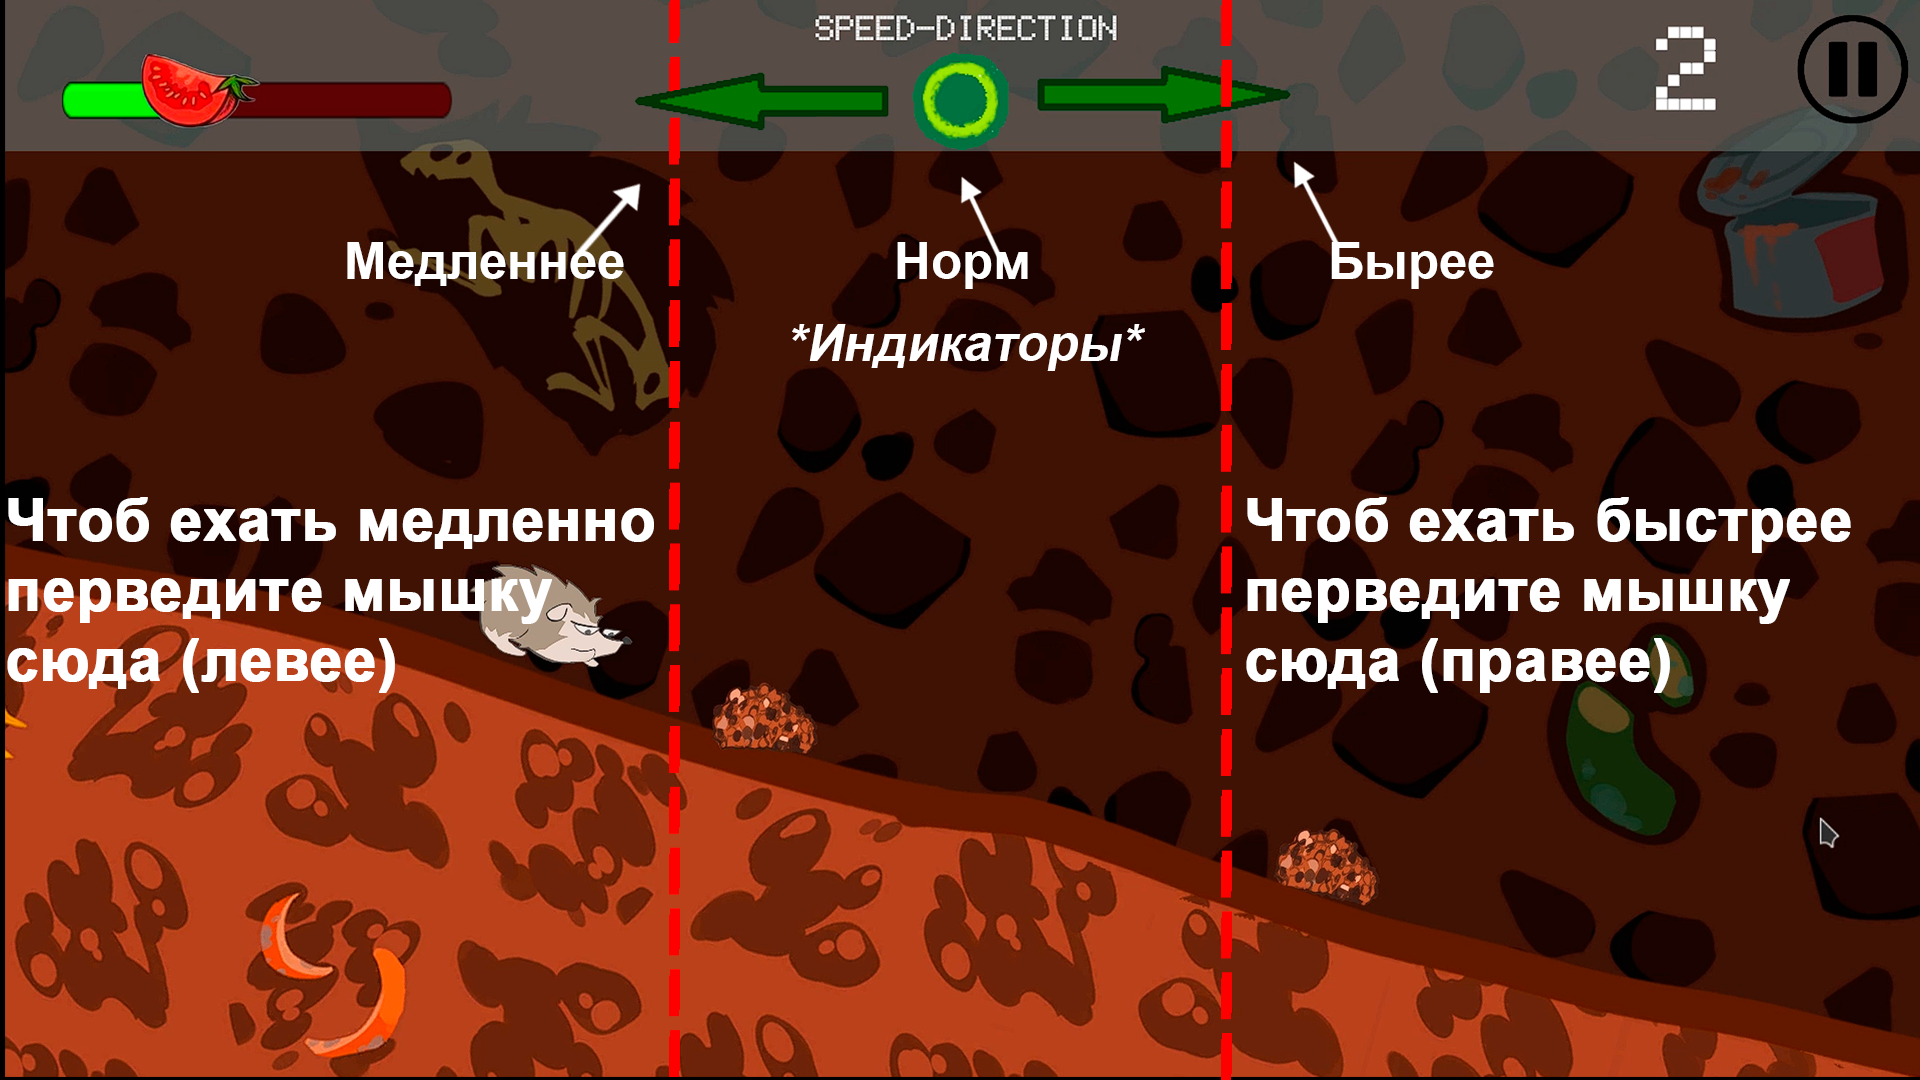 SPEED-DIRECTION
2
Медленнее
Норм
Бырее
*Индикаторы*
Чтоб ехать медленно
перведите мышку
сюда (левее)
Чтоб ехать быстрее
перведите мышку
сюда (правее)